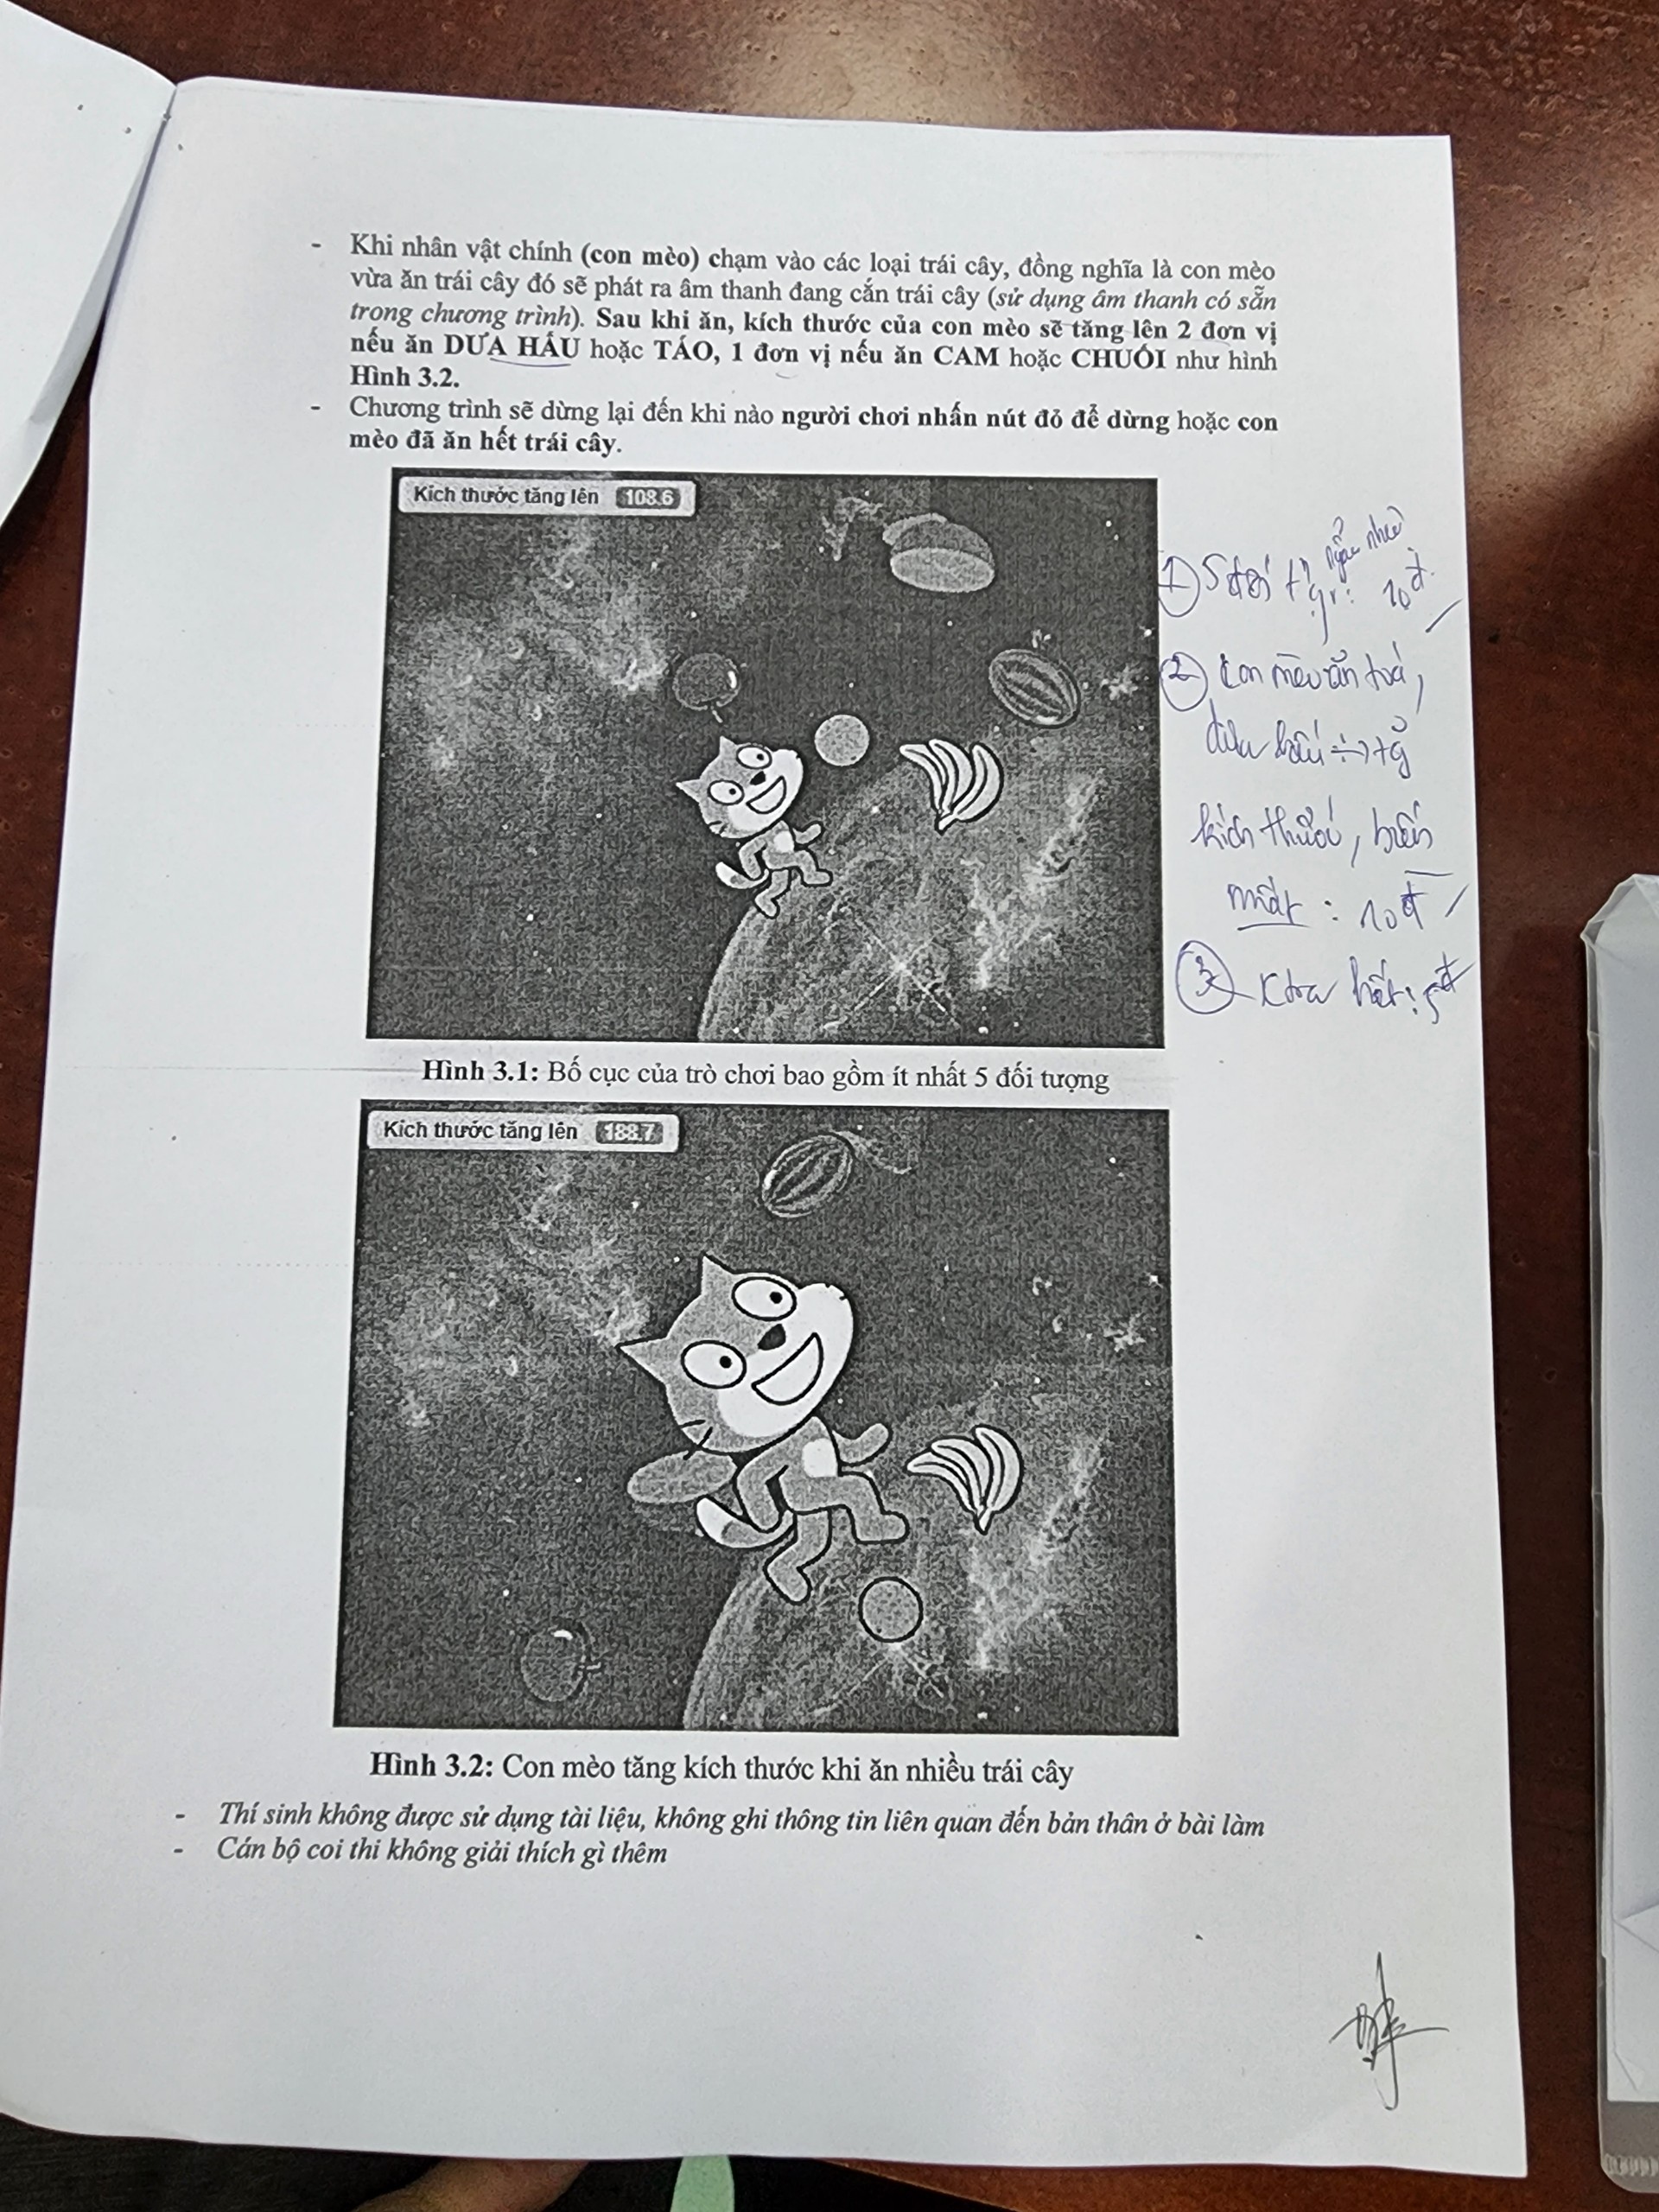 - Khi nhân vật chính (con mèo) chạm vào các loại trái cây, đồng nghĩa là con mèo
vừa ăn trái cây đó sẽ phát ra âm thanh đang cắn trái cây (sử dụng âm thanh có sẵn
trong chương trình). Sau khi ăn, kích thước của con mèo sẽ tăng lên 2 đơn vị
nếu ăn DƯA HẤU hoặc TÁO, 1 đơn vị nếu ăn CAM hoặc CHUỐI như hình
Hình 3.2.
- Chương trình sẽ dừng lại đến khi nào người chơi nhấn nút đỏ để dừng hoặc con
mèo đã ăn hết trái cây.
Kích thước tăng lên 108.6
ngẫu nhiê
1 5 đối tg : 10đ
2 Con mèo ăn
dưa hấu
kích thước, biến
mất : 10đ
3 hết : 5đ
Hình 3.1: Bố cục của trò chơi bao gồm ít nhất 5 đối tượng
Kích thước tăng lên 188.7
Hình 3.2: Con mèo tăng kích thước khi ăn nhiều trái cây
- Thí sinh không được sử dụng tài liệu, không ghi thông tin liên quan đến bản thân ở bài làm
- Cán bộ coi thi không giải thích gì thêm